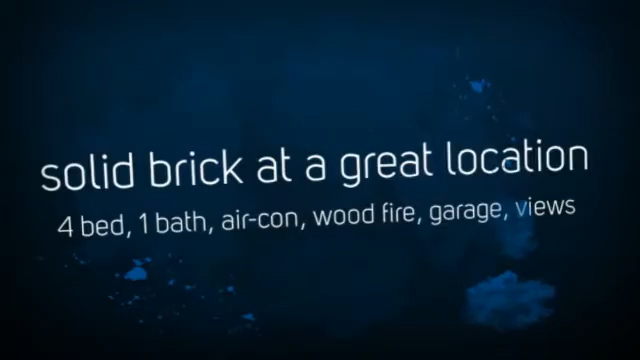 solid brick at a great location
4 bed, 1 bath, air-con, wood fire, garage, views